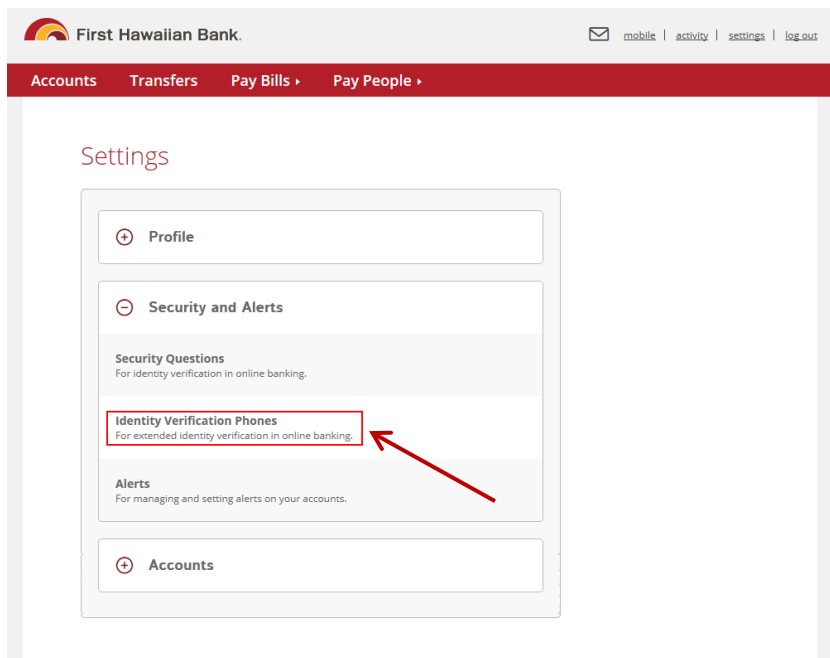 First Hawaiian Bank.
mobile | activity | settings | log out
Accounts Transfers Pay Bills Pay People
Settings
Profile
Security and Alerts
Security Questions
For identity verification in online banking.
Identity Verification Phones
For extended identity verification in online banking.
Alerts
For managing and setting alerts on your accounts.
Accounts